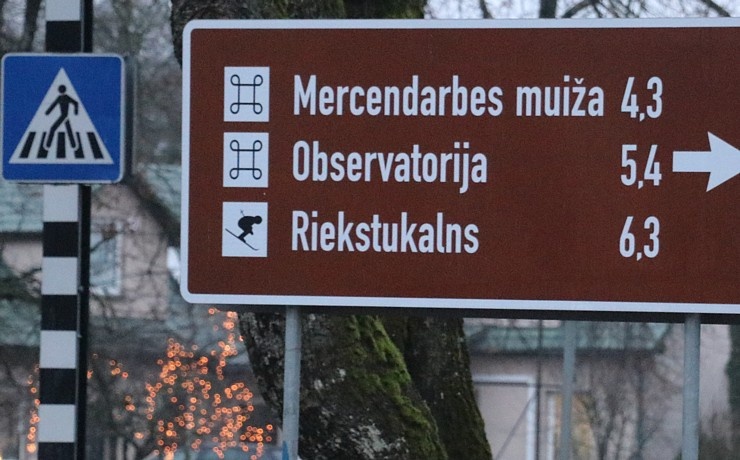 Mercendarbes muiža 4,3
Observatorija 5,4
Riekstukalns 6,3